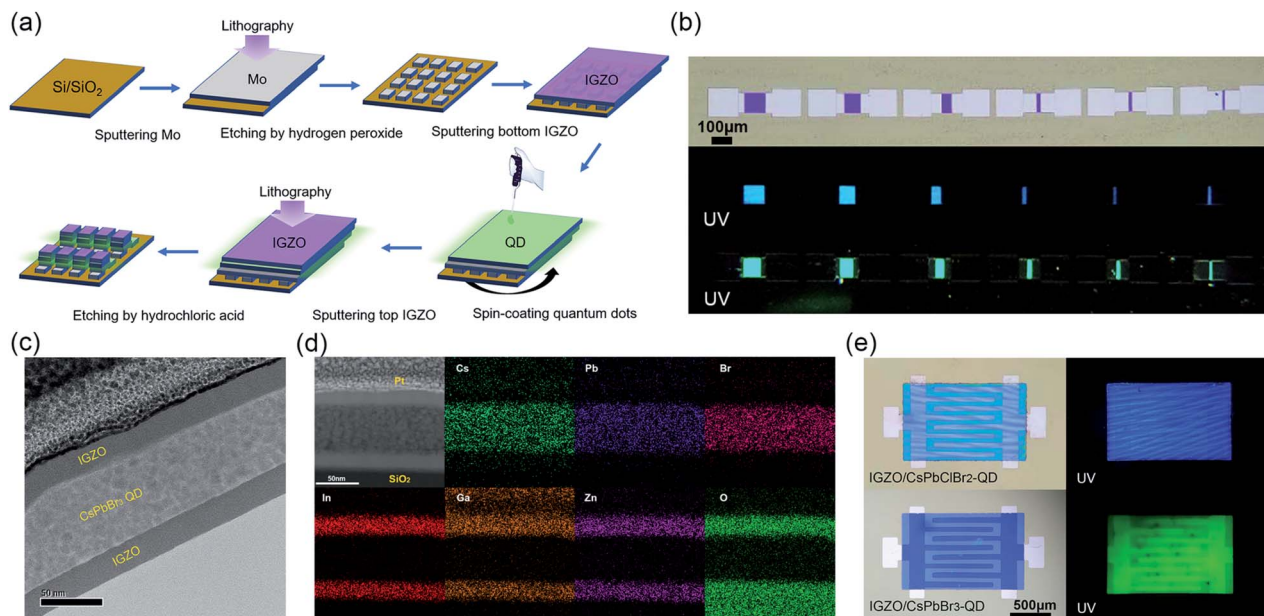 (a)
Lithography
Si/SiO2
Mo
IGZO
Sputtering Mo
Etching by hydrogen peroxide
Sputtering bottom IGZO
Lithography
IGZO
QD
Etching by hydrochloric acid
Sputtering top IGZO
Spin-coating quantum dots
(b)
100μm
UV
UV
(c)
IGZO
CsPbBr3 QD
IGZO
50 nm
(d)
Pt
50nm
SiO2
Cs
Pb
Br
In
Ga
Zn
O
(e)
IGZO/CsPbClBr2-QD
UV
IGZO/CsPbBr3-QD
500μm
UV